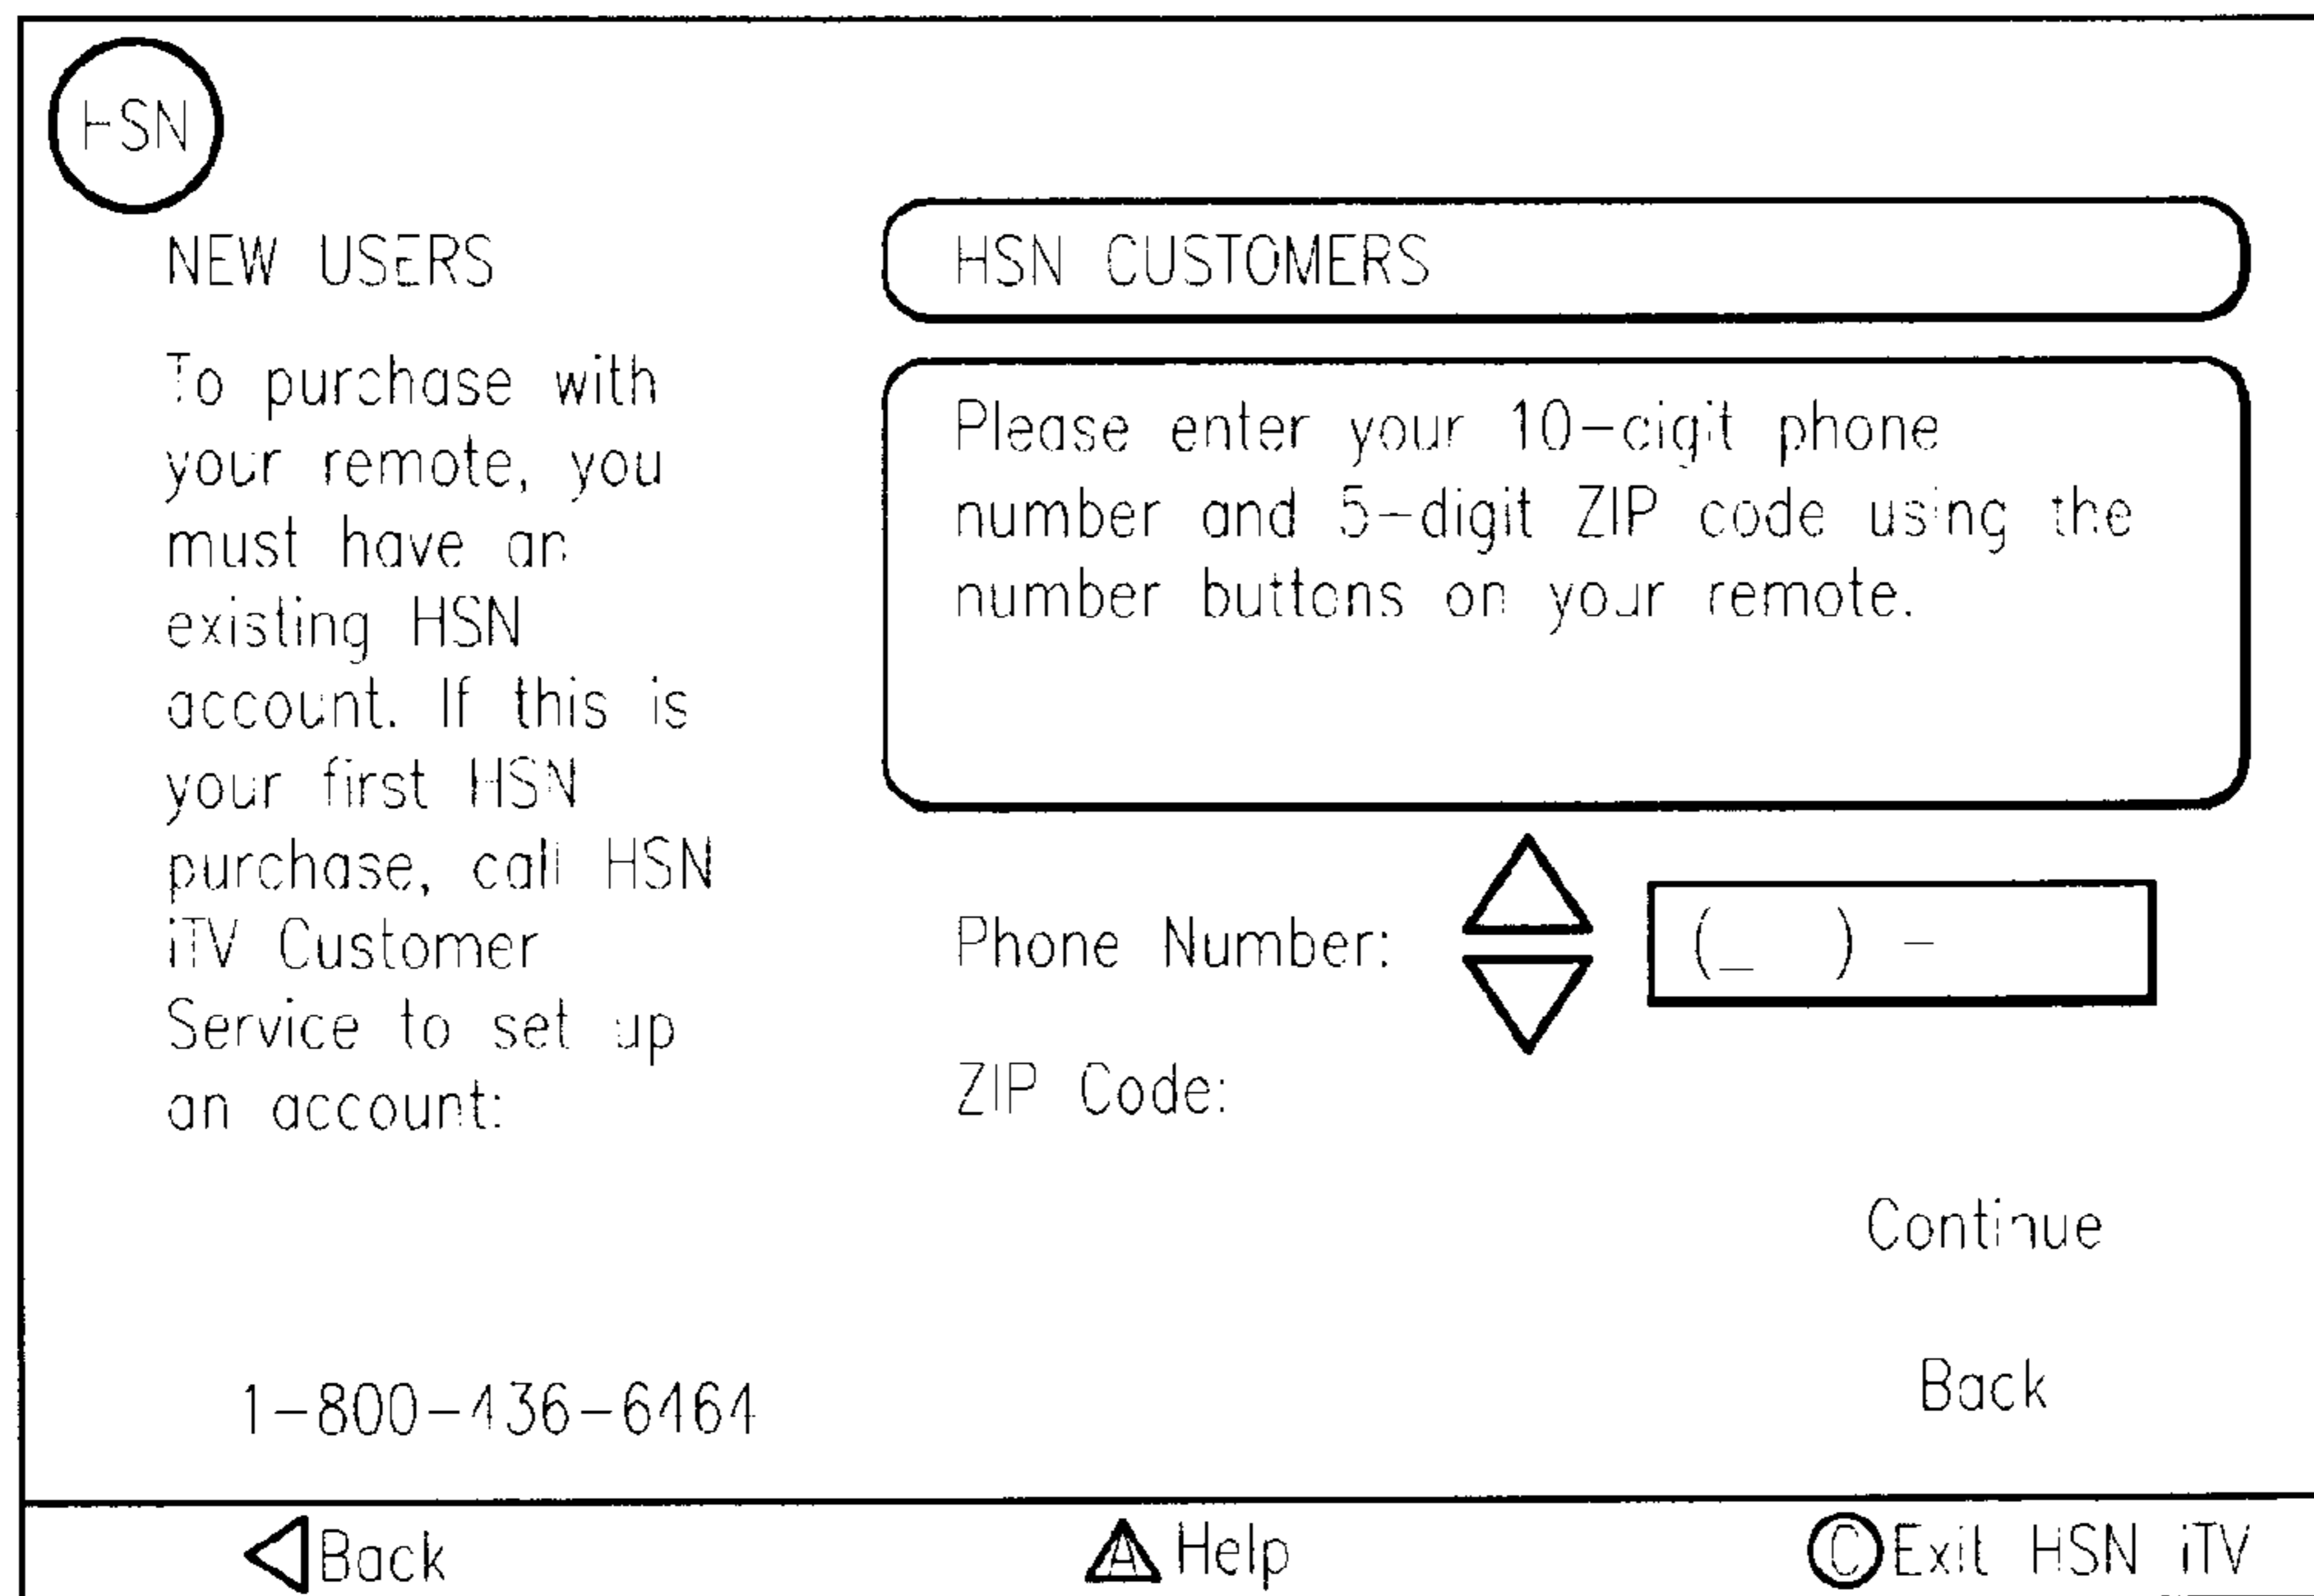 HSN
NEW USERS
To purchase with
your remote, you
must have an
existing HSN
account. If this is
your first HSN
purchase, call HSN
iTV Customer
Service to set up
an account:
1-800-436-6464
HSN CUSTOMERS
Please enter your 10-digit phone
number and 5-digit ZIP code using the
number buttons on your remote.
Phone Number: (_ ) -
ZIP Code:
Continue
Back
Back A Help C Exit HSN iTV